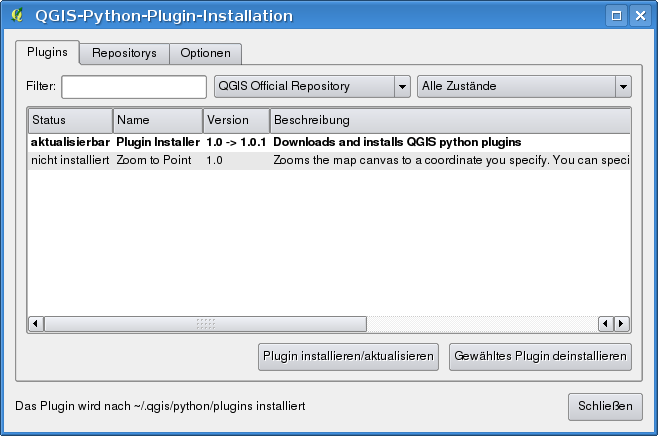 QGIS-Python-Plugin-Installation
Plugins Repositorys Optionen
Filter: QGIS Official Repository Alle Zustände
Status Name Version Beschreibung
aktualisierbar Plugin Installer 1.0 -> 1.0.1 Downloads and installs QGIS python plugins
nicht installiert Zoom to Point 1.0 Zooms the map canvas to a coordinate you specify. You can speci
Plugin installieren/aktualisieren Gewähltes Plugin deinstallieren
Das Plugin wird nach ~/.qgis/python/plugins installiert Schließen